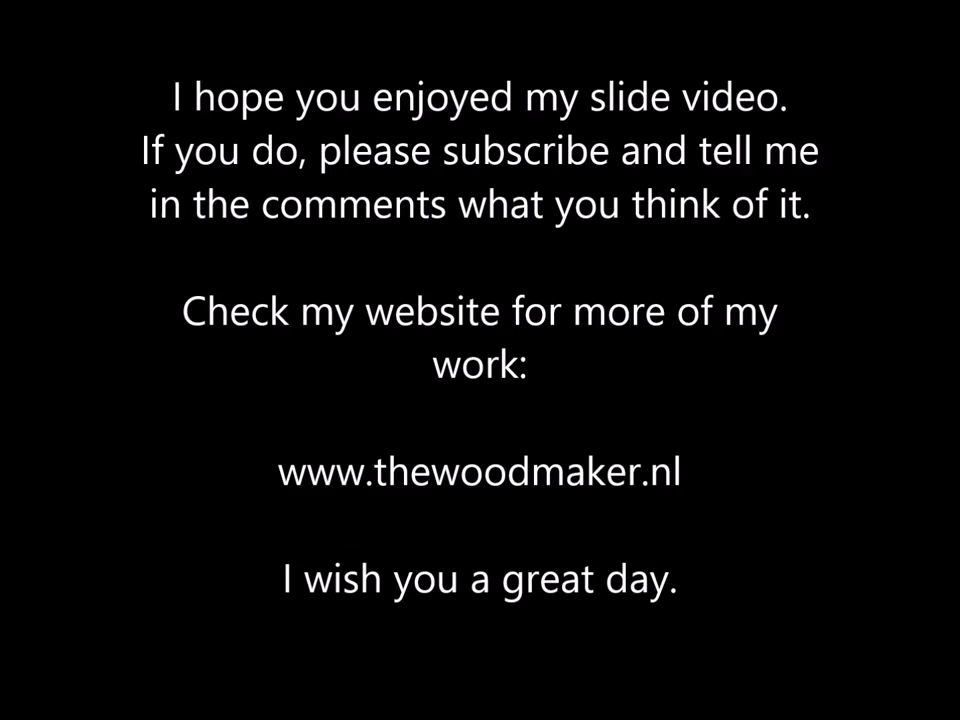 I hope you enjoyed my slide video.
If you do, please subscribe and tell me
in the comments what you think of it.
Check my website for more of my
work:
www.thewoodmaker.nl
I wish you a great day.